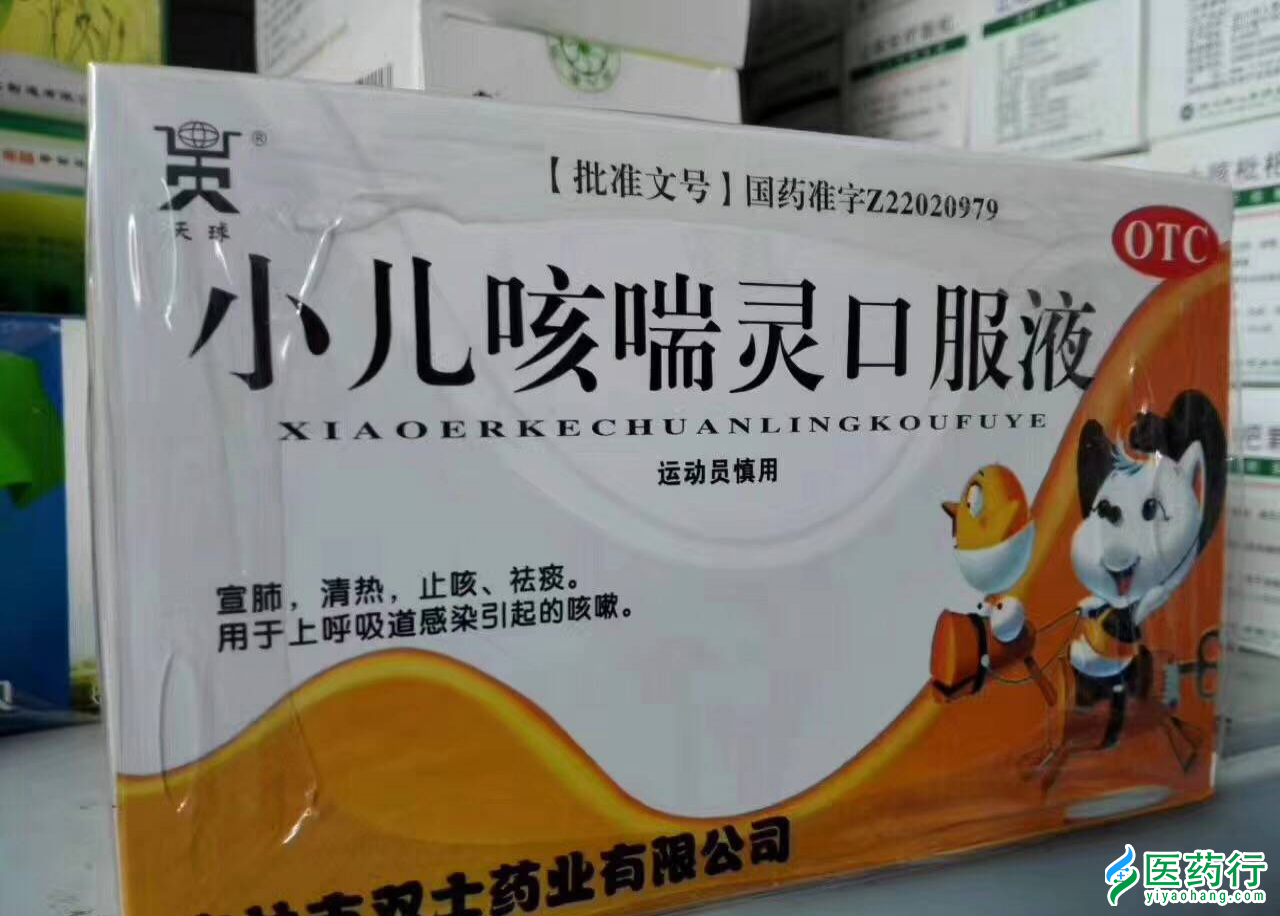 天球
®
【批准文号】国药准字Z22020979
OTC
小儿咳喘灵口服液
XIAOERKECHUANLINGKOUFUYE
运动员慎用
宣肺，清热，止咳、祛痰。
用于上呼吸道感染引起的咳嗽。
双士药业有限公司
医药行
yiyaohang.com